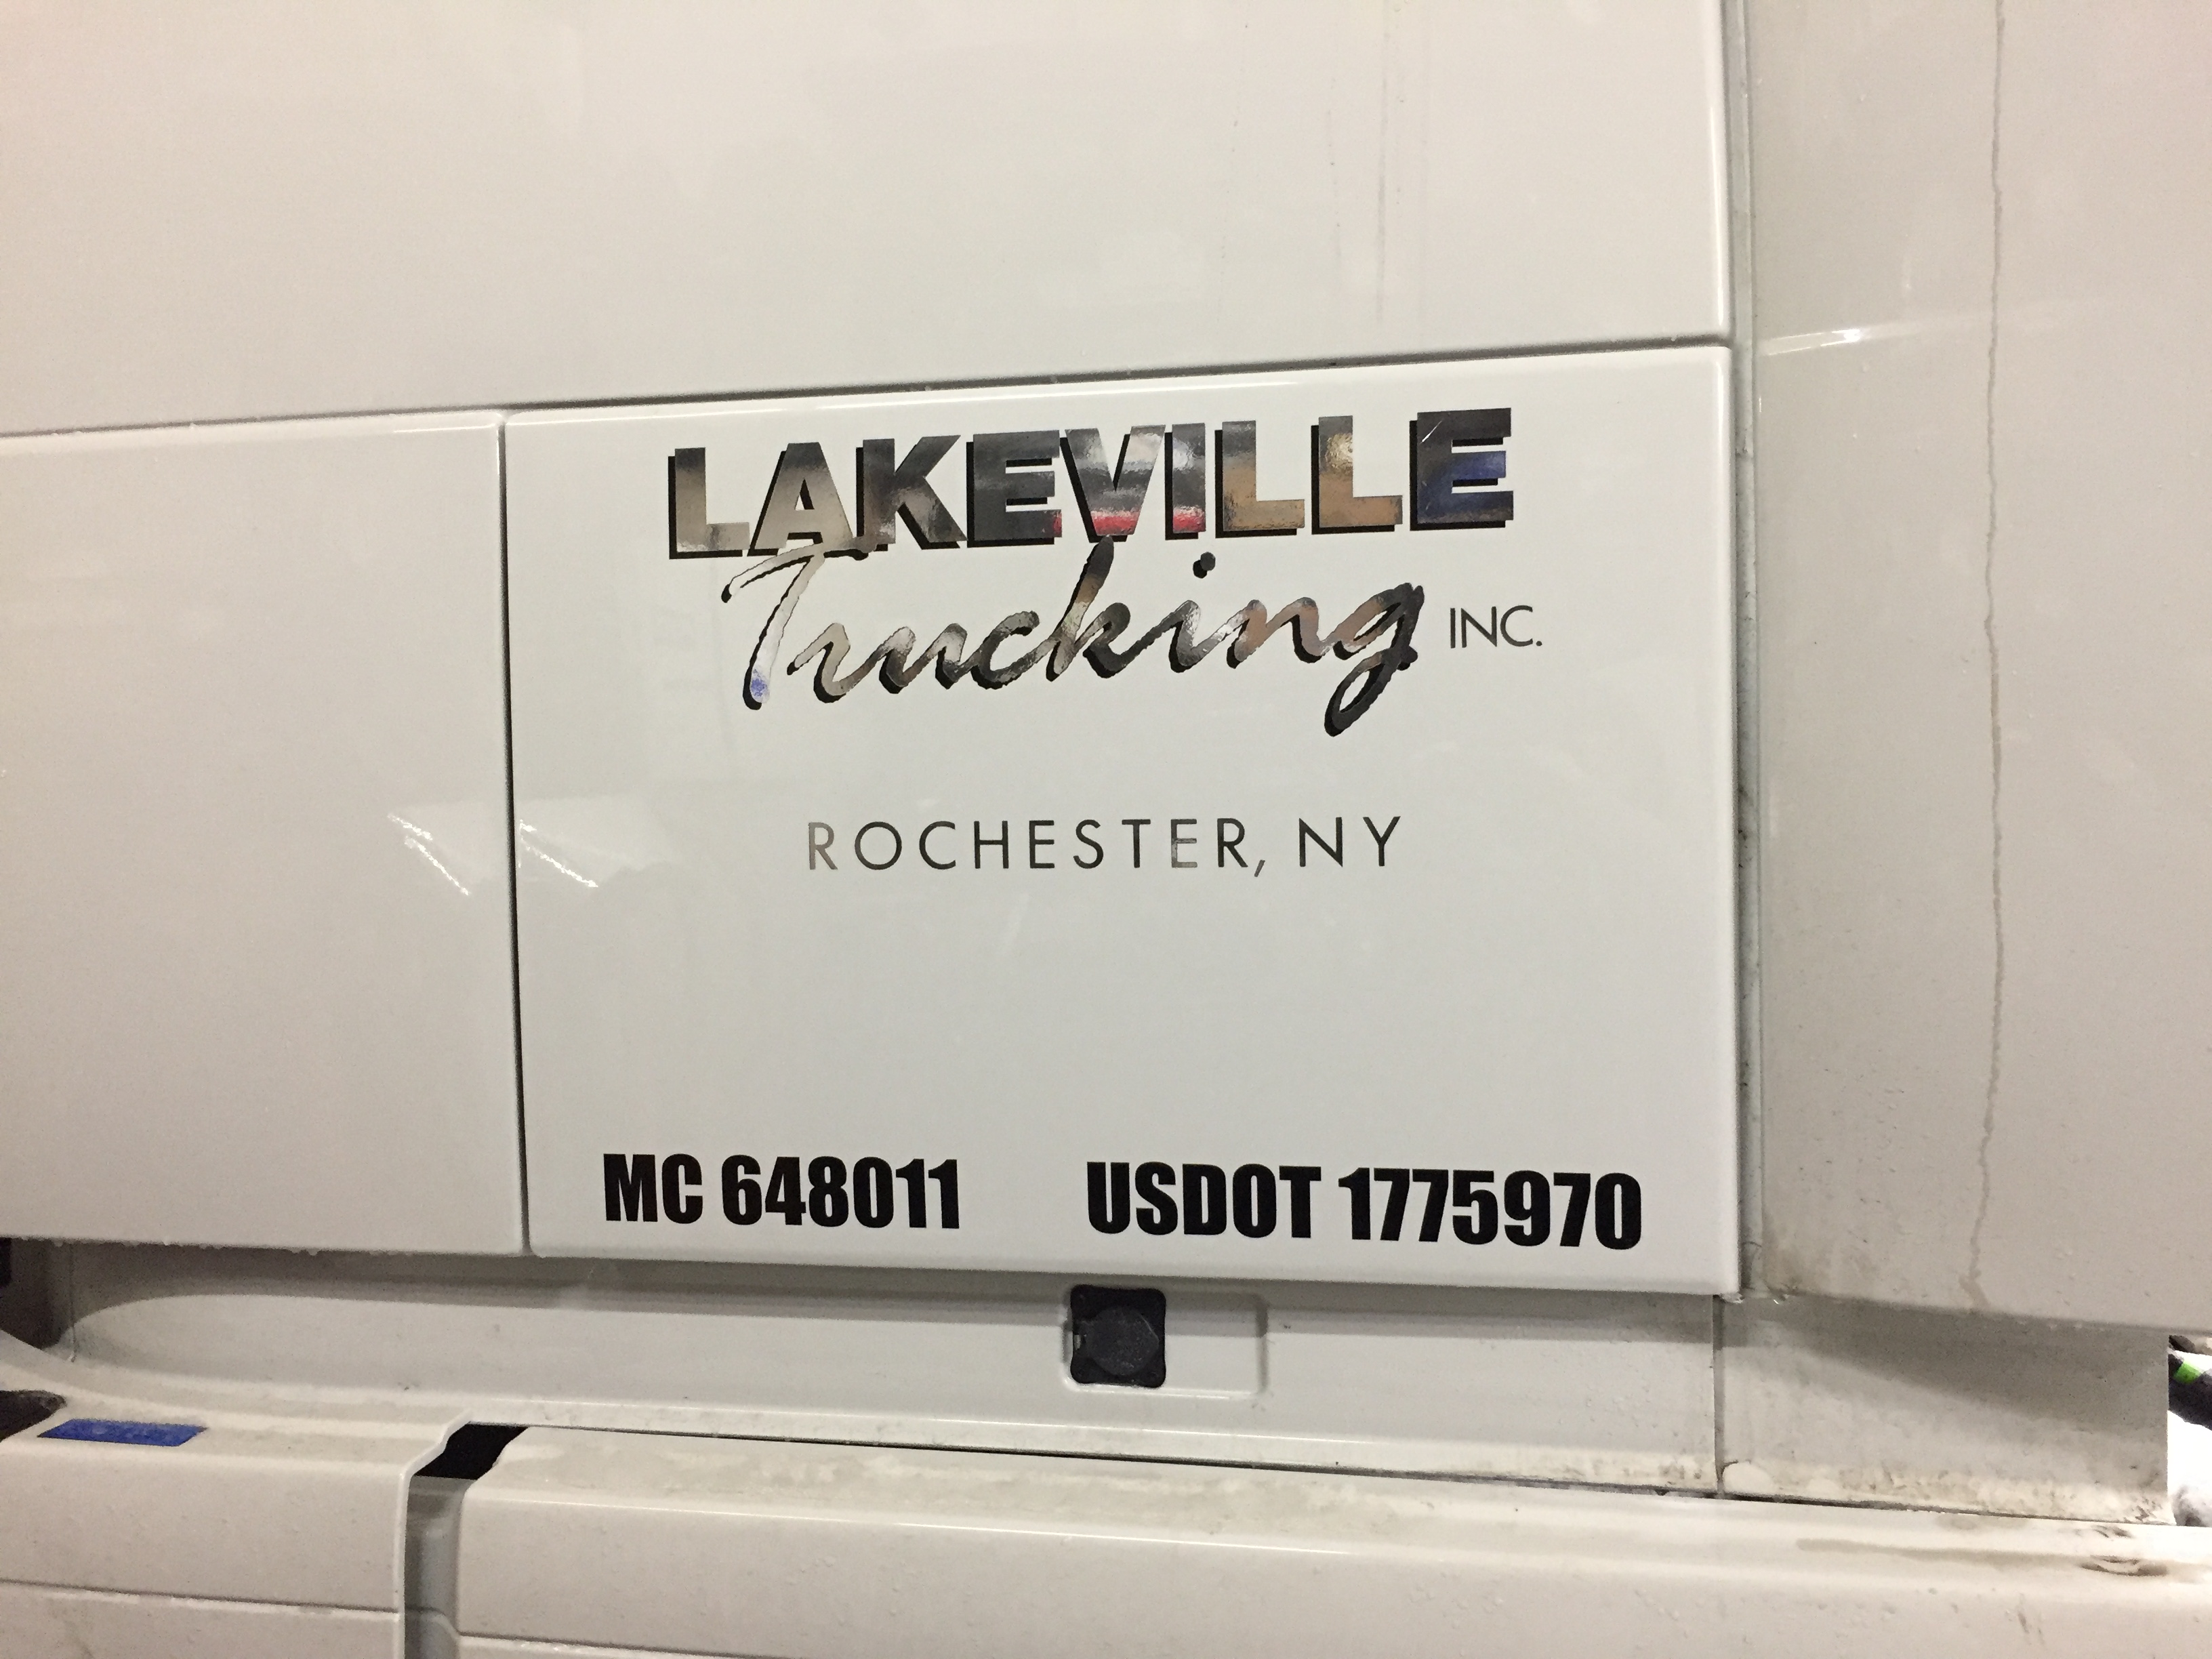 LAKEVILLE
Trucking INC.
ROCHESTER, NY
MC 648011 USDOT 1775970